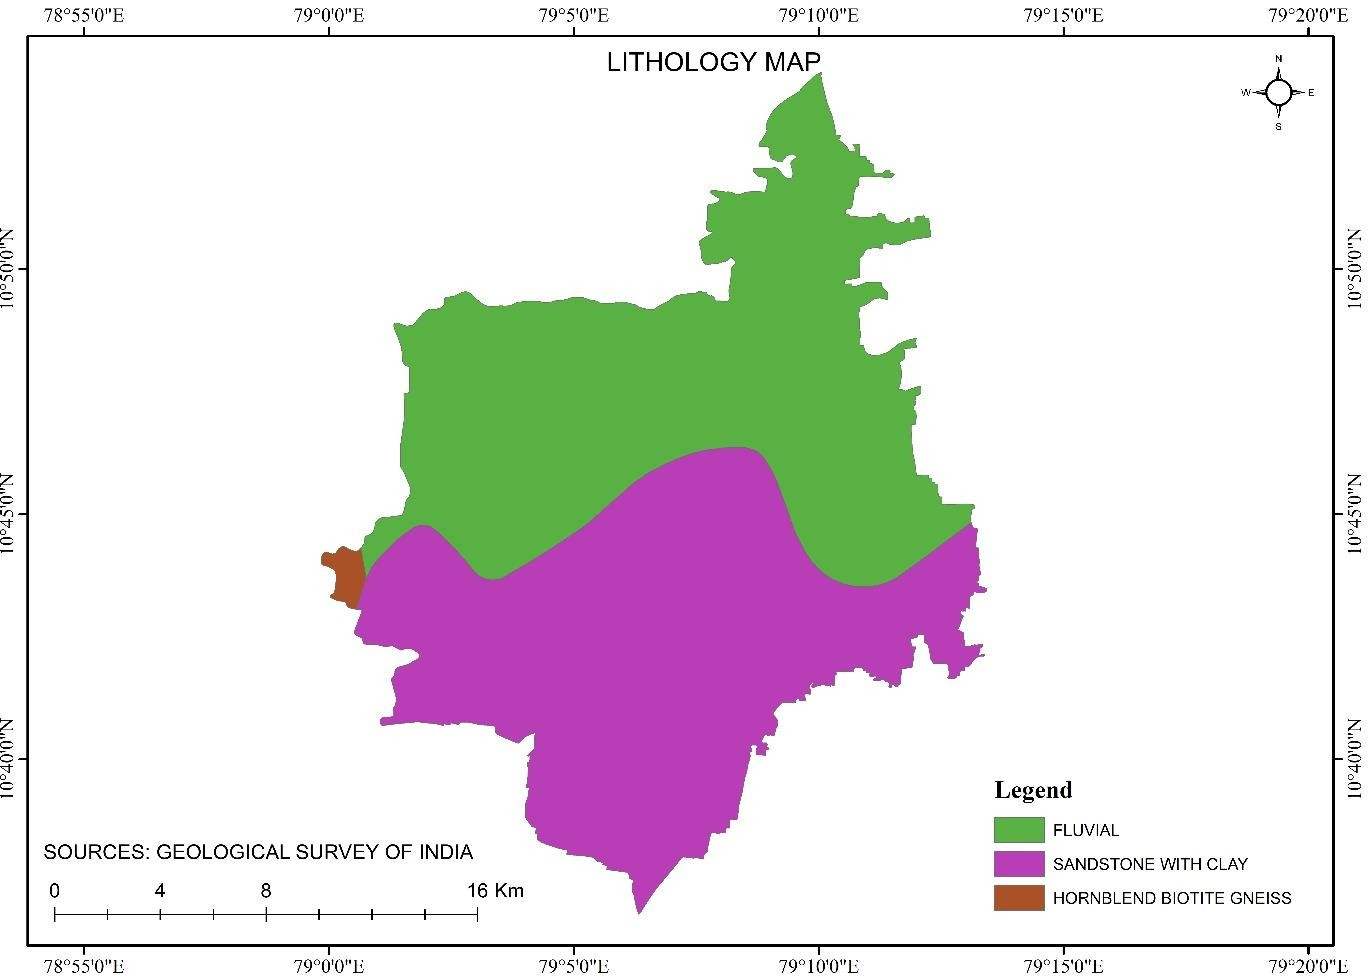 78°55'0"E 79°0'0"E 79°5'0"E 79°10'0"E 79°15'0"E 79°20'0"E
LITHOLOGY MAP
N
W E
S
10°50'0"N 10°50'0"N
10°45'0"N 10°45'0"N
10°40'0"N 10°40'0"N
Legend
FLUVIAL
SANDSTONE WITH CLAY
HORNBLEND BIOTITE GNEISS
SOURCES: GEOLOGICAL SURVEY OF INDIA
0 4 8 16 Km
78°55'0"E 79°0'0"E 79°5'0"E 79°10'0"E 79°15'0"E 79°20'0"E